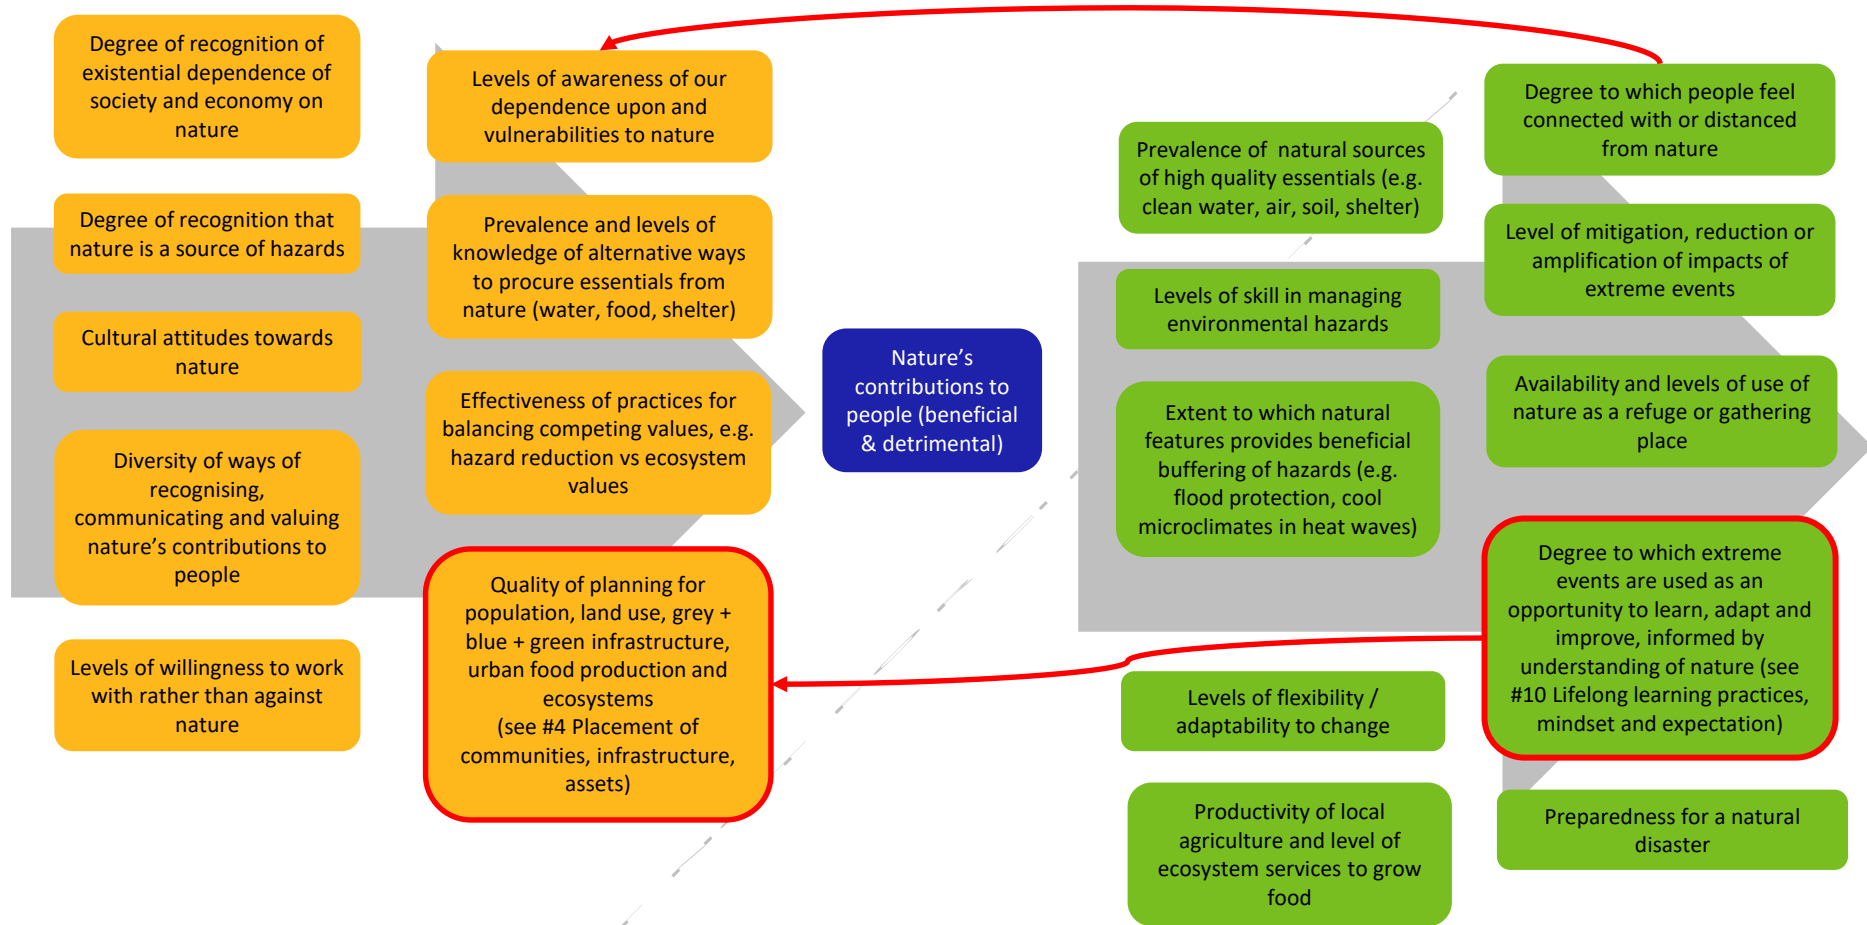 Degree of recognition of
existential dependence of
society and economy on
nature
Degree of recognition that
nature is a source of hazards
Cultural attitudes towards
nature
Diversity of ways of
recognising,
communicating and valuing
nature’s contributions to
people
Levels of willingness to work
with rather than against
nature
Levels of awareness of our
dependence upon and
vulnerabilities to nature
Prevalence and levels of
knowledge of alternative ways
to procure essentials from
nature (water, food, shelter)
Effectiveness of practices for
balancing competing values, e.g.
hazard reduction vs ecosystem
values
Quality of planning for
population, land use, grey +
blue + green infrastructure,
urban food production and
ecosystems
(see #4 Placement of
communities, infrastructure,
assets)
Nature’s
contributions to
people (beneficial
& detrimental)
Prevalence of natural sources
of high quality essentials (e.g.
clean water, air, soil, shelter)
Levels of skill in managing
environmental hazards
Extent to which natural
features provides beneficial
buffering of hazards (e.g.
flood protection, cool
microclimates in heat waves)
Levels of flexibility /
adaptability to change
Productivity of local
agriculture and level of
ecosystem services to grow
food
Degree to which people feel
connected with or distanced
from nature
Level of mitigation, reduction or
amplification of impacts of
extreme events
Availability and levels of use of
nature as a refuge or gathering
place
Degree to which extreme
events are used as an
opportunity to learn, adapt and
improve, informed by
understanding of nature (see
#10 Lifelong learning practices,
mindset and expectation)
Preparedness for a natural
disaster